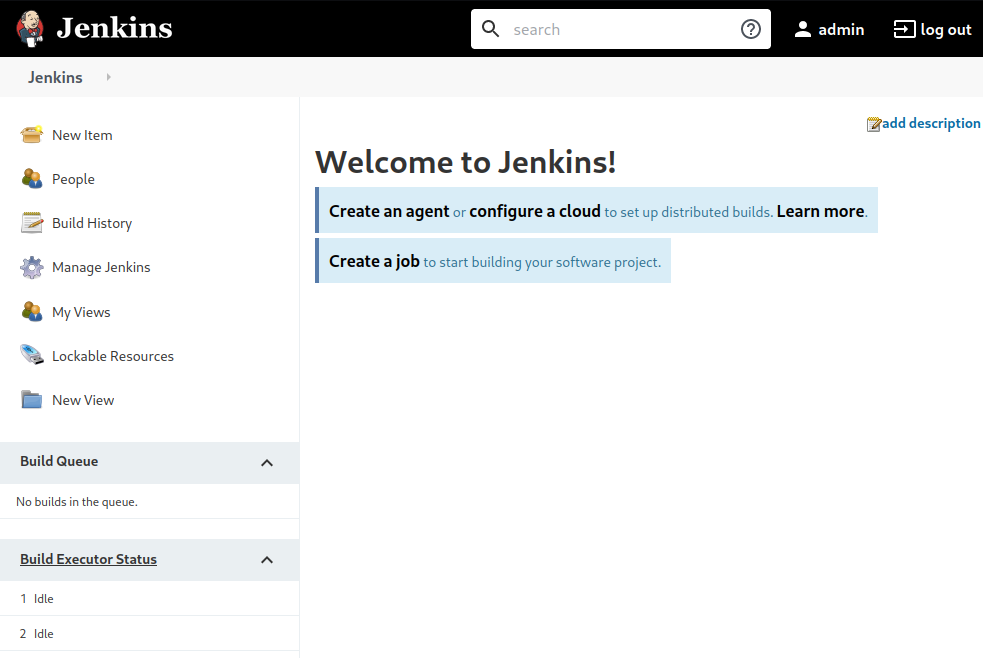 Jenkins
search
admin
log out
Jenkins
New Item
People
Build History
Manage Jenkins
My Views
Lockable Resources
New View
Build Queue
No builds in the queue.
Build Executor Status
1 Idle
2 Idle
add description
Welcome to Jenkins!
Create an agent or configure a cloud to set up distributed builds. Learn more.
Create a job to start building your software project.